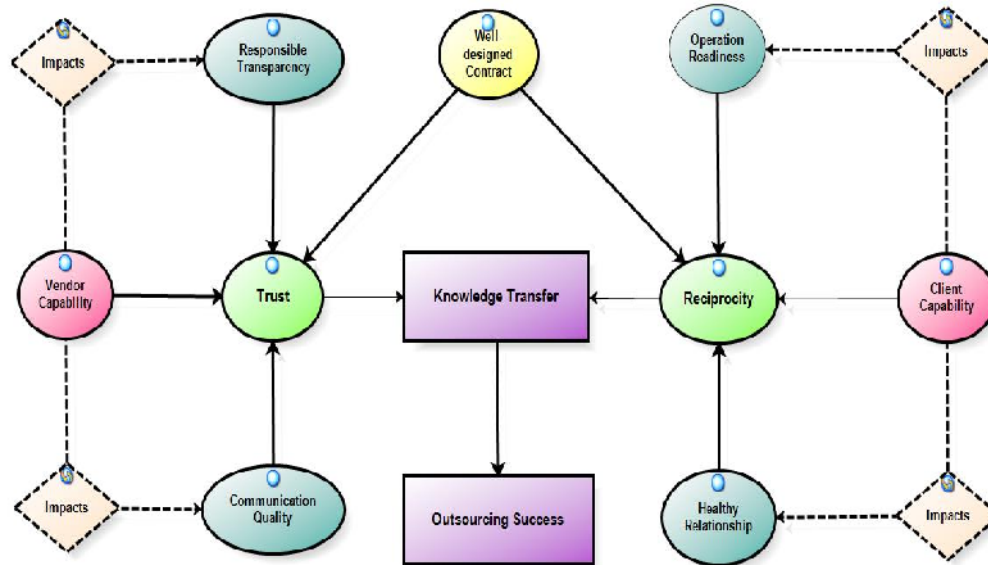 Impacts
Responsible
Transparency
Well
designed
Contract
Operation
Readiness
Impacts
Vendor
Capability
Trust
Knowledge Transfer
Reciprocity
Client
Capability
Impacts
Communication
Quality
Outsourcing Success
Healthy
Relationship
Impacts